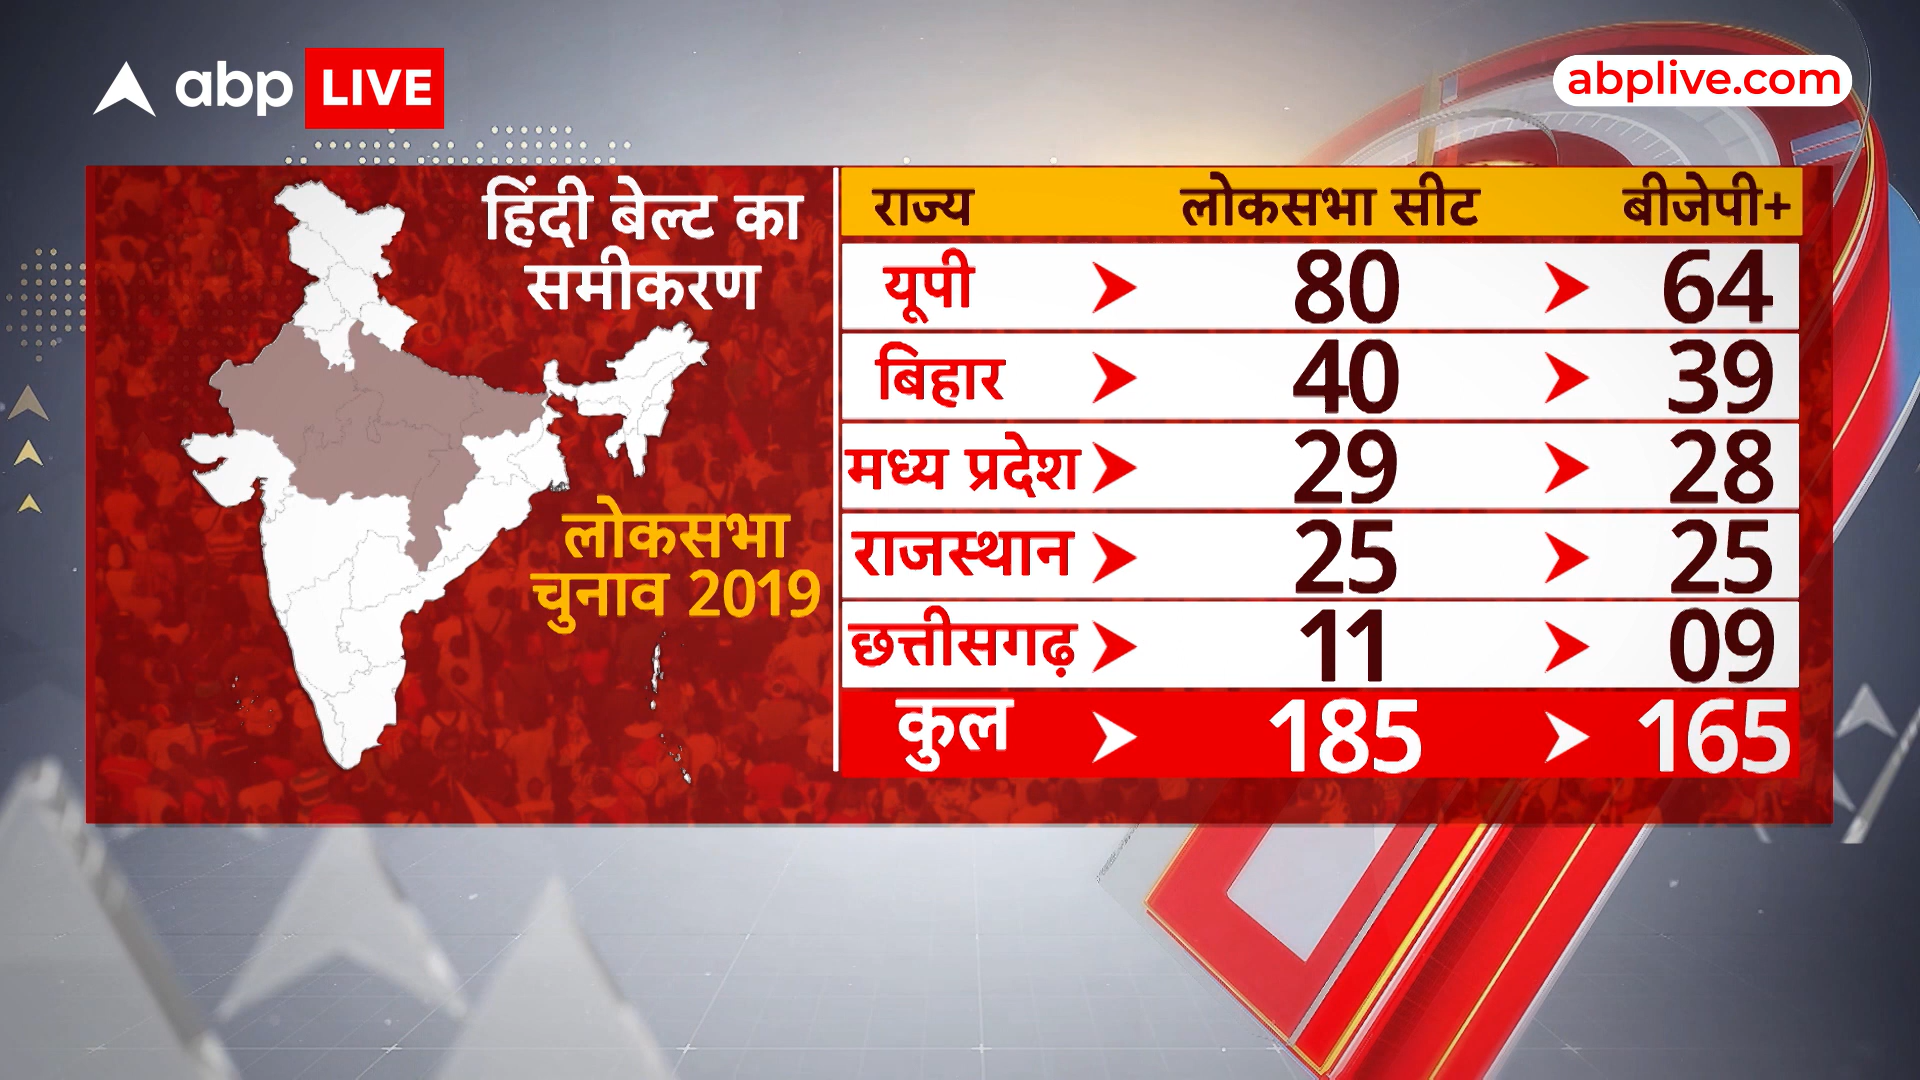 abp LIVE
abplive.com
हिंदी बेल्ट का
समीकरण
लोकसभा
चुनाव 2019
राज्य लोकसभा सीट बीजेपी+
यूपी 80 64
बिहार 40 39
मध्य प्रदेश 29 28
राजस्थान 25 25
छत्तीसगढ़ 11 09
कुल 185 165